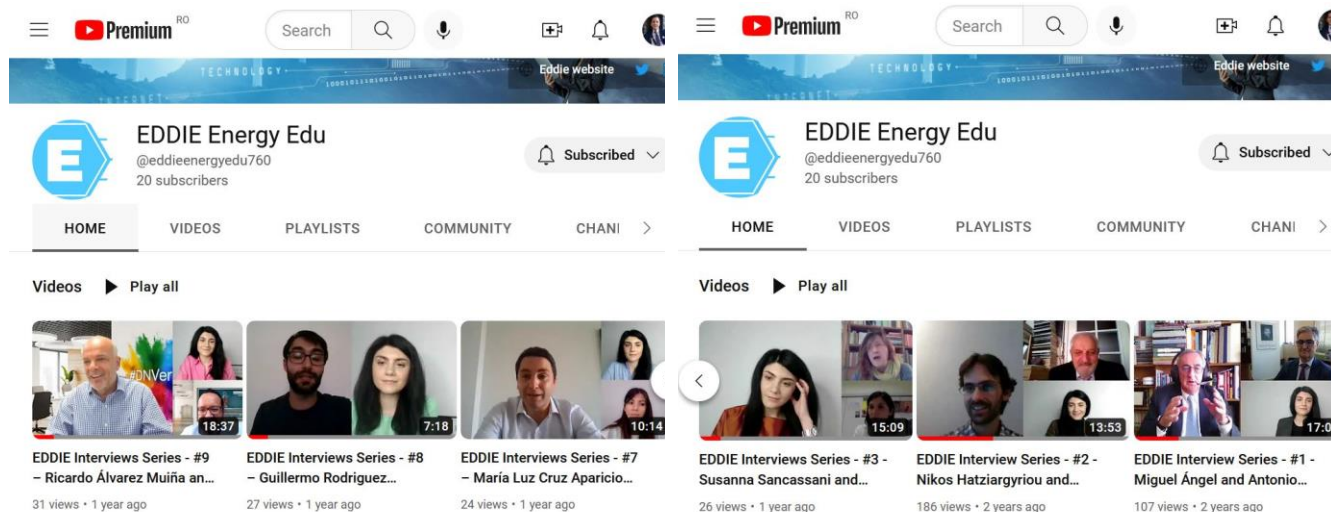 Premium RO
Search
TECHNOLOGY
INTERNET
Eddie website
E
EDDIE Energy Edu
@eddieenergyedu760
20 subscribers
Subscribed
HOME VIDEOS PLAYLISTS COMMUNITY CHANI
Videos Play all
18:37
7:18
10:14
EDDIE Interviews Series - #9
– Ricardo Álvarez Muiña an...
31 views • 1 year ago
EDDIE Interviews Series - #8
– Guillermo Rodriguez...
27 views • 1 year ago
EDDIE Interviews Series - #7
– María Luz Cruz Aparicio...
24 views • 1 year ago
Premium RO
Search
TECHNOLOGY
INTERNET
Eddie website
E
EDDIE Energy Edu
@eddieenergyedu760
20 subscribers
Subscribed
HOME VIDEOS PLAYLISTS COMMUNITY CHANI
Videos Play all
15:09
13:53
17:0
EDDIE Interviews Series - #3 -
Susanna Sancassani and...
26 views • 1 year ago
EDDIE Interview Series - #2 -
Nikos Hatziargyriou and...
186 views • 2 years ago
EDDIE Interview Series - #1 -
Miguel Ángel and Antonio...
107 views • 2 years ago